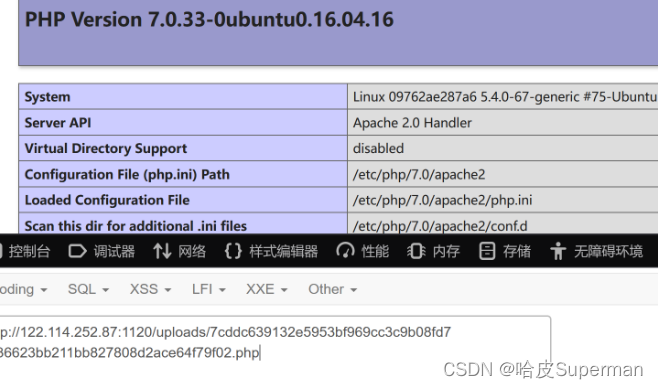 PHP Version 7.0.33-0ubuntu0.16.04.16
System Linux 09762ae287a6 5.4.0-67-generic #75-Ubuntu
Server API Apache 2.0 Handler
Virtual Directory Support disabled
Configuration File (php.ini) Path /etc/php/7.0/apache2
Loaded Configuration File /etc/php/7.0/apache2/php.ini
Scan this dir for additional .ini files /etc/php/7.0/apache2/conf.d
控制台 调试器 网络 样式编辑器 性能 内存 存储 无障碍环境
oding SQL XSS LFI XXE Other
p://122.114.252.87:1120/uploads/7cddc639132e5953bf969cc3c9b08fd7
36623bb211bb827808d2ace64f79f02.php
CSDN @哈皮Superman